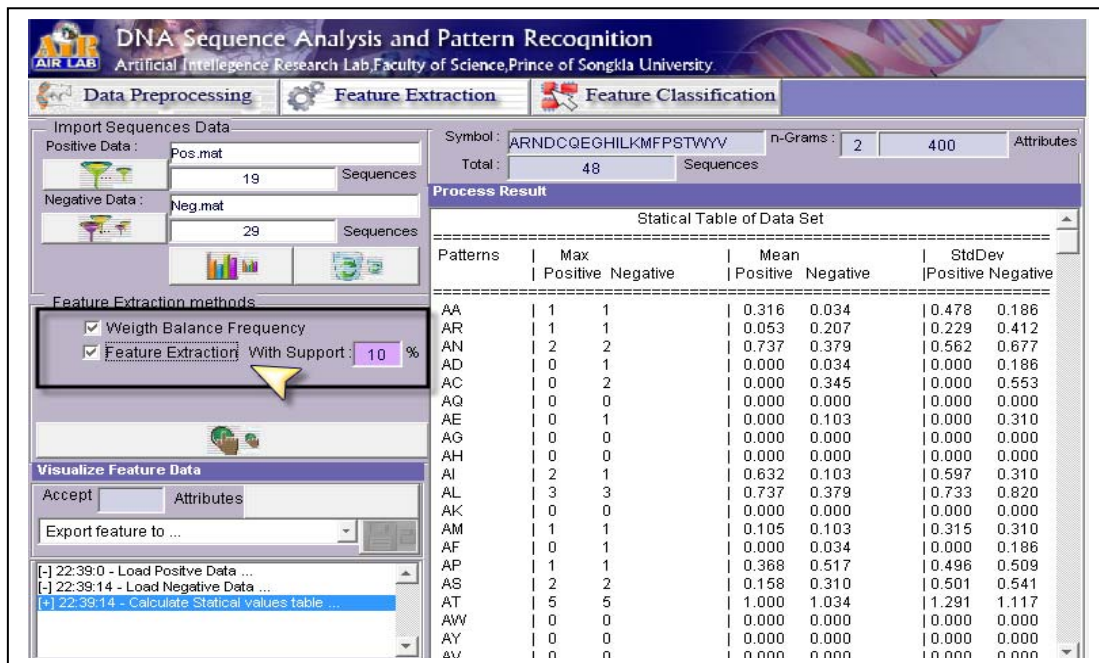 AIR
AIR LAB
DNA Sequence Analysis and Pattern Recoqnition
Artificial Intellegence Research Lab,Faculty of Science,Prince of Songkla University.
Data Preprocessing
Feature Extraction
Feature Classification
Import Sequences Data
Positive Data :
Pos.mat
19 Sequences
Negative Data :
Neg.mat
29 Sequences
Feature Extraction methods
Weigth Balance Frequency
Feature Extraction With Support : 10 %
Visualize Feature Data
Accept Attributes
Export feature to ...
[-] 22:39:0 - Load Positve Data ...
[-] 22:39:14 - Load Negative Data ...
[+] 22:39:14 - Calculate Statical values table ...
Symbol : ARNDCQEGHILKMFPSTWYV n-Grams : 2 400 Attributes
Total : 48 Sequences
Process Result
Statical Table of Data Set
==========================================================
Patterns | Max | Mean | StdDev
| Positive Negative | Positive Negative |Positive Negative
==========================================================
AA | 1 1 | 0.316 0.034 | 0.478 0.186
AR | 1 1 | 0.053 0.207 | 0.229 0.412
AN | 2 2 | 0.737 0.379 | 0.562 0.677
AD | 0 1 | 0.000 0.034 | 0.000 0.186
AC | 0 2 | 0.000 0.345 | 0.000 0.553
AQ | 0 0 | 0.000 0.000 | 0.000 0.000
AE | 0 1 | 0.000 0.103 | 0.000 0.310
AG | 0 0 | 0.000 0.000 | 0.000 0.000
AH | 0 0 | 0.000 0.000 | 0.000 0.000
AI | 2 1 | 0.632 0.103 | 0.597 0.310
AL | 3 3 | 0.737 0.379 | 0.733 0.820
AK | 0 0 | 0.000 0.000 | 0.000 0.000
AM | 1 1 | 0.105 0.103 | 0.315 0.310
AF | 0 1 | 0.000 0.034 | 0.000 0.186
AP | 1 1 | 0.368 0.517 | 0.496 0.509
AS | 2 2 | 0.158 0.310 | 0.501 0.541
AT | 5 5 | 1.000 1.034 | 1.291 1.117
AW | 0 0 | 0.000 0.000 | 0.000 0.000
AY | 0 0 | 0.000 0.000 | 0.000 0.000
AV | 0 0 | 0.000 0.000 | 0.000 0.000